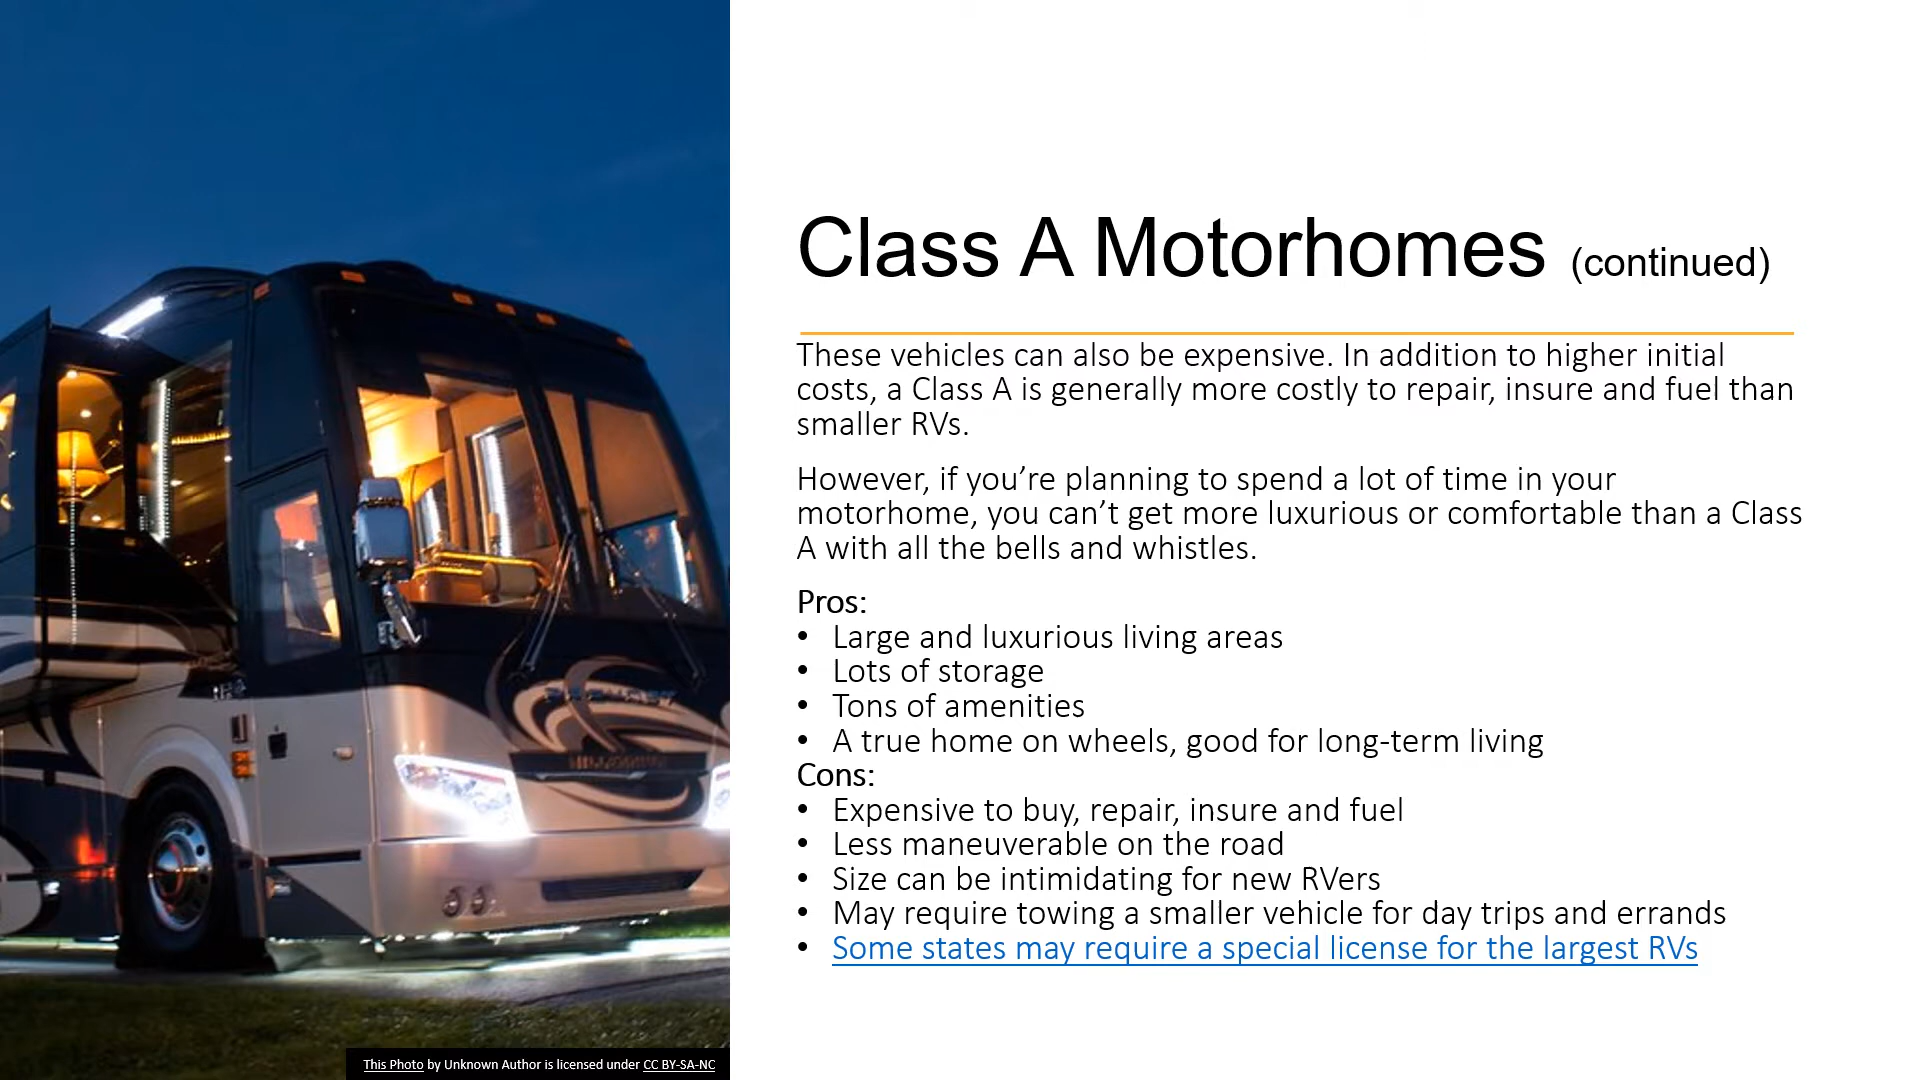 Class A Motorhomes (continued)
These vehicles can also be expensive. In addition to higher initial
costs, a Class A is generally more costly to repair, insure and fuel than
smaller RVs.
However, if you’re planning to spend a lot of time in your
motorhome, you can’t get more luxurious or comfortable than a Class
A with all the bells and whistles.
Pros:
• Large and luxurious living areas
• Lots of storage
• Tons of amenities
• A true home on wheels, good for long-term living
Cons:
• Expensive to buy, repair, insure and fuel
• Less maneuverable on the road
• Size can be intimidating for new RVers
• May require towing a smaller vehicle for day trips and errands
• Some states may require a special license for the largest RVs
This Photo by Unknown Author is licensed under CC BY-SA-NC